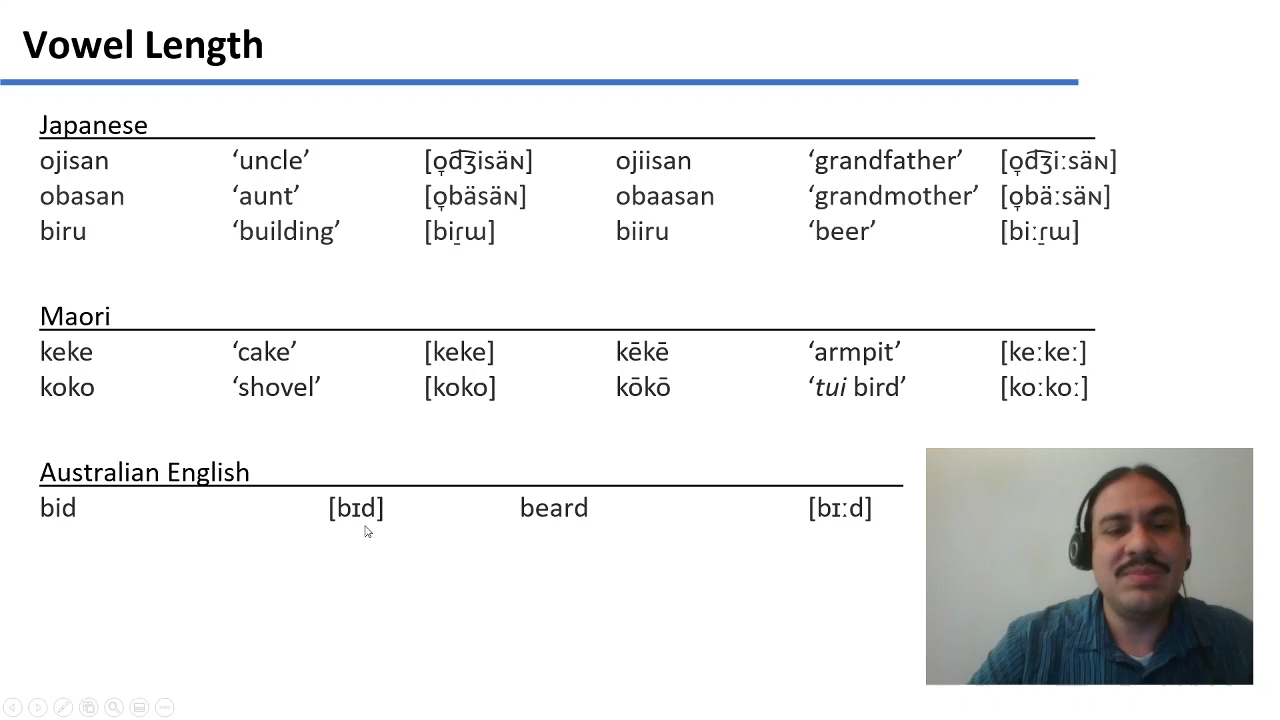 Vowel Length
Japanese
ojisan ‘uncle’ [o̞d͡ʒisäɴ] ojiisan ‘grandfather’ [o̞d͡ʒiːsäɴ]
obasan ‘aunt’ [o̞bäsäɴ] obaasan ‘grandmother’ [o̞bäːsäɴ]
biru ‘building’ [biɾ̠ɯ] biiru ‘beer’ [biːɾ̠ɯ]
Maori
keke ‘cake’ [keke] kēkē ‘armpit’ [keːkeː]
koko ‘shovel’ [koko] kōkō ‘tui bird’ [koːkoː]
Australian English
bid [bɪd] beard [bɪːd]